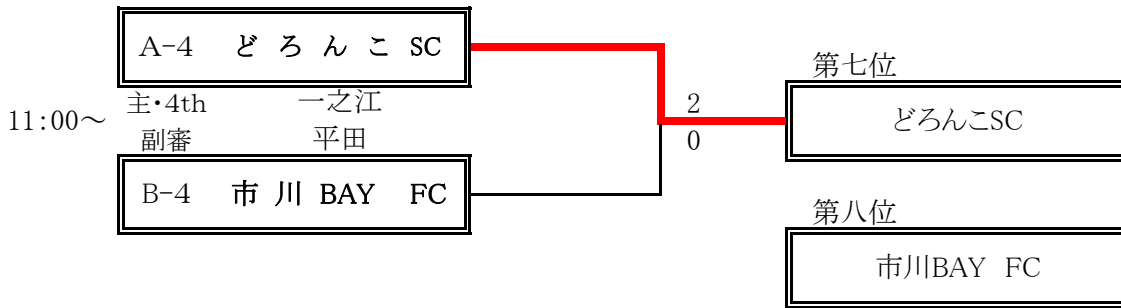 A-4 どろんこ SC
11:00～
主・4th 一之江
副審 平田
B-4 市川 BAY FC
2
0
第七位
どろんこSC
第八位
市川BAY FC